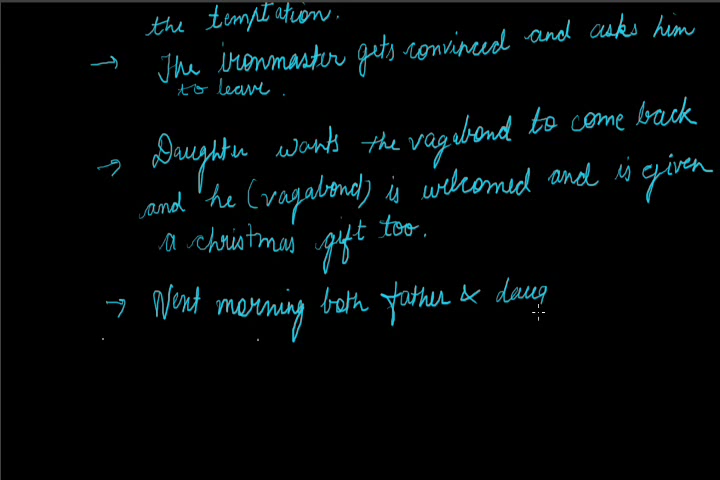 the temptation.
→ The ironmaster gets convinced and asks him
to leave.
→ Daughter wants the vagabond to come back
and he (vagabond) is welcomed and is given
a christmas gift too.
→ Next morning both father & daug